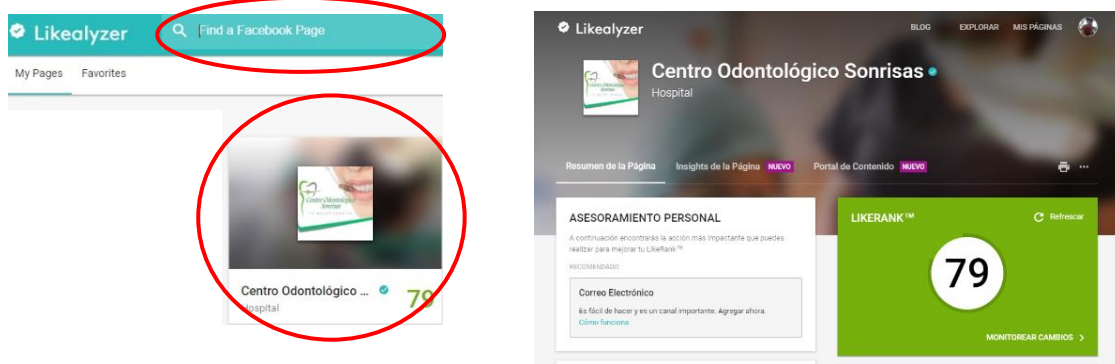 Likealyzer
Find a Facebook Page
My Pages Favorites
Centro Odontológico
Sonrisas
Centro Odontológico ...
79
Hospital
Likealyzer
BLOG EXPLORAR MIS PÁGINAS
Centro Odontológico Sonrisas
Hospital
Resumen de la Página Insights de la Página NUEVO Portal de Contenido NUEVO
ASESORAMIENTO PERSONAL
A continuación encontrarás la acción más impactante que puedes
realizar para mejorar tu LikeRank™
RECOMENDADO
Correo Electrónico
Es fácil de hacer y es un canal importante. Agregar ahora.
Cómo funciona
LIKERANK™ Refrescar
79
MONITOREAR CAMBIOS >